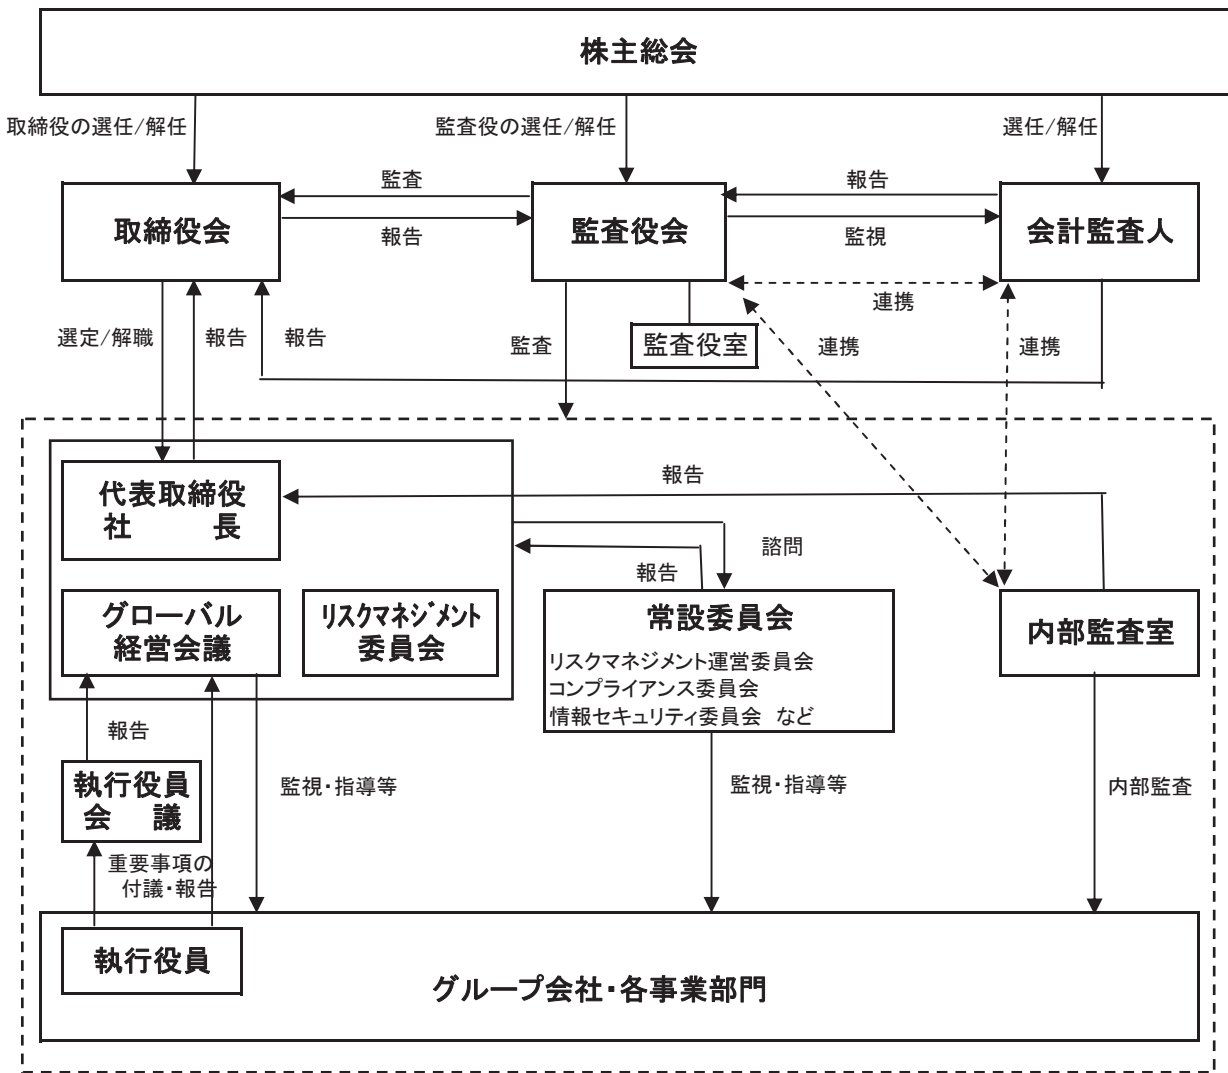 株主総会
取締役の選任/解任
監査役の選任/解任
選任/解任
監査
報告
取締役会
監査役会
会計監査人
報告
監視
連携
選定/解職
報告
報告
監査
監査役室
連携
連携
報告
代表取締役
社 長
諮問
報告
グローバル
経営会議
リスクマネジメント
委員会
常設委員会
リスクマネジメント運営委員会
コンプライアンス委員会
情報セキュリティ委員会 など
内部監査室
報告
執行役員
会 議
監視・指導等
監視・指導等
内部監査
重要事項の
付議・報告
執行役員
グループ会社・各事業部門